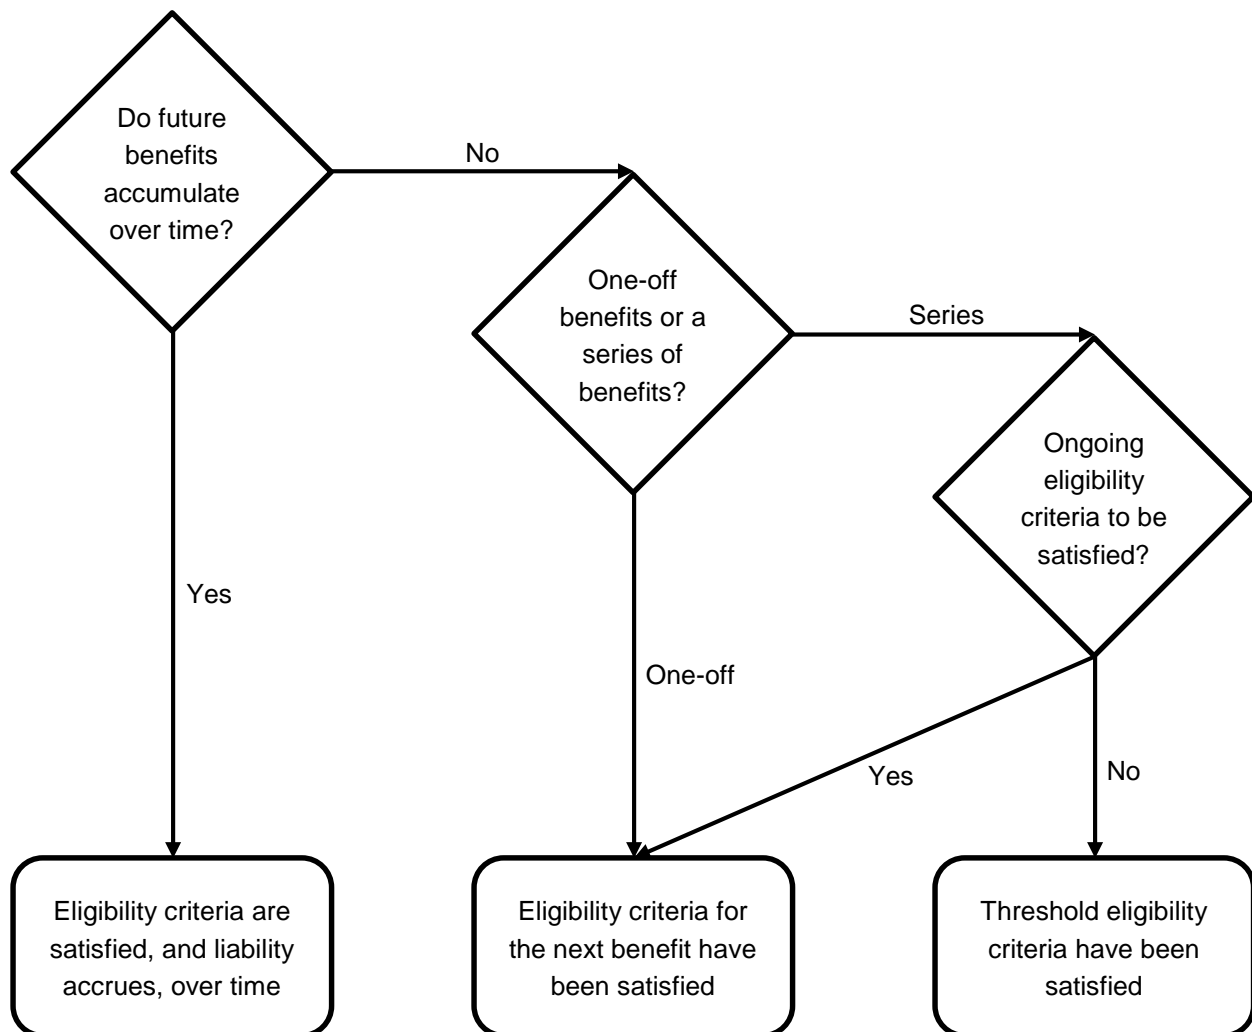 Do future
benefits
accumulate
over time?
No
One-off
benefits or a
series of
benefits?
Series
Ongoing
eligibility
criteria to be
satisfied?
Yes
One-off
Yes
No
Eligibility criteria are
satisfied, and liability
accrues, over time
Eligibility criteria for
the next benefit have
been satisfied
Threshold eligibility
criteria have been
satisfied